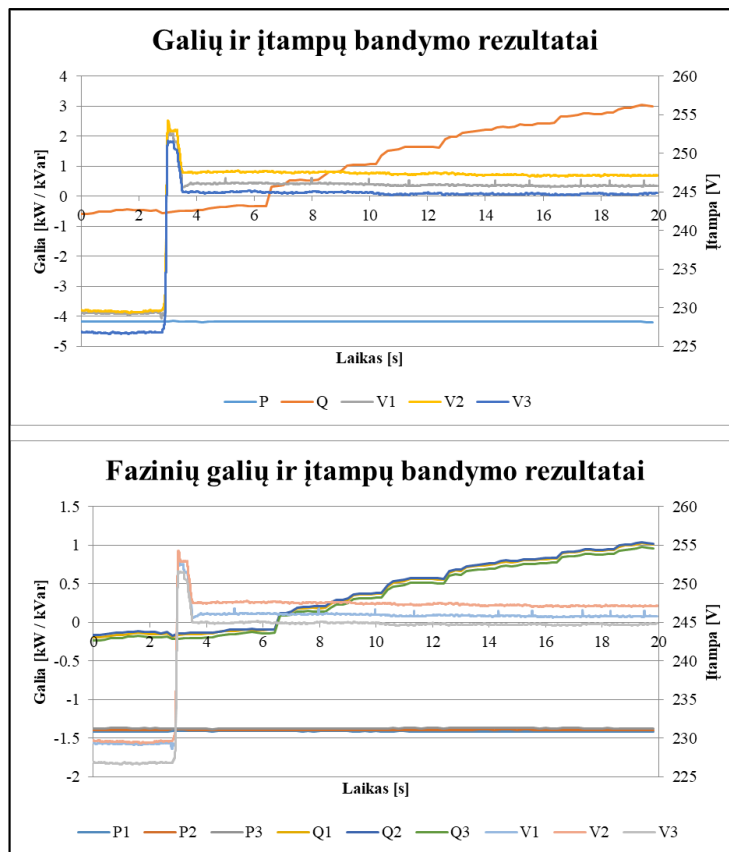 Galių ir įtampų bandymo rezultatai
4
3
2
1
0
-1
-2
-3
-4
-5
Galia [kW / kVar]
260
255
250
245
240
235
230
225
Įtampa [V]
0 2 4 6 8 10 12 14 16 18 20
Laikas [s]
P Q V1 V2 V3
Fazinių galių ir įtampų bandymo rezultatai
1.5
1
0.5
0
-0.5
-1
-1.5
-2
Galia [kW / kVar]
260
255
250
245
240
235
230
225
Įtampa [V]
0 2 4 6 8 10 12 14 16 18 20
Laikas [s]
P1 P2 P3 Q1 Q2 Q3 V1 V2 V3